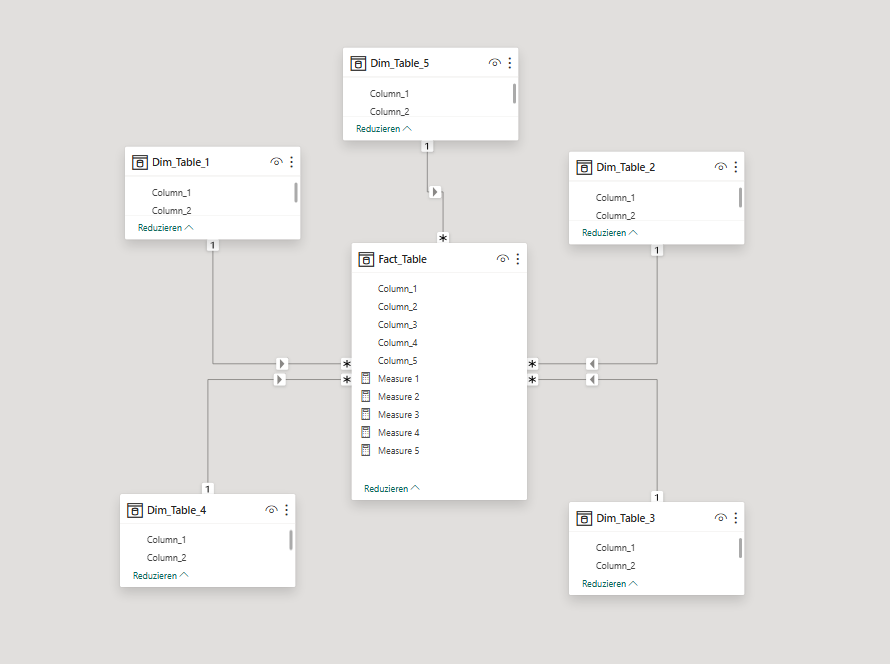 Dim_Table_5
Column_1
Column_2
Reduzieren
1
Dim_Table_1
Column_1
Column_2
Reduzieren
1
Dim_Table_2
Column_1
Column_2
Reduzieren
1
*
Fact_Table
Column_1
Column_2
Column_3
Column_4
Column_5
Measure 1
Measure 2
Measure 3
Measure 4
Measure 5
Reduzieren
*
*
*
*
1
Dim_Table_4
Column_1
Column_2
Reduzieren
1
Dim_Table_3
Column_1
Column_2
Reduzieren